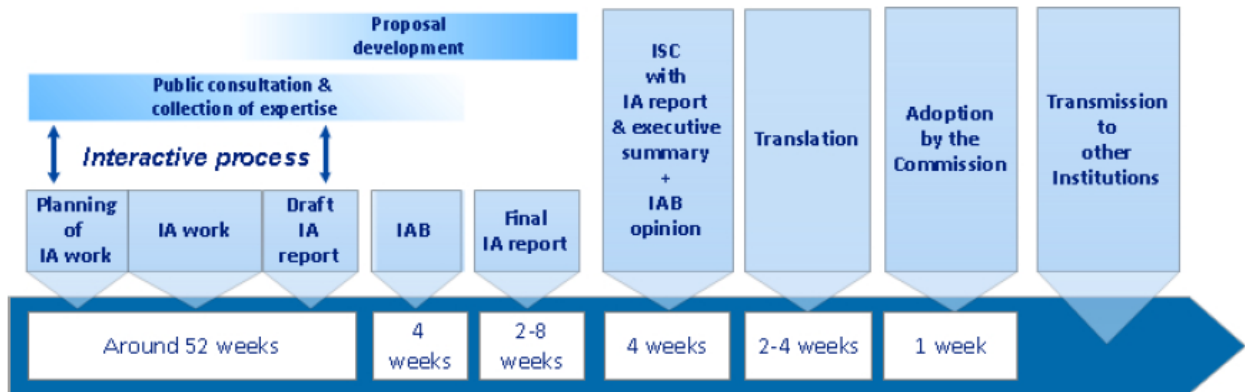 Proposal
development
Public consultation &
collection of expertise
Interactive process
Planning
of
IA work
IA work
Draft
IA
report
IAB
Final
IA report
ISC
with
IA report
& executive
summary
+
IAB
opinion
Translation
Adoption
by the
Commission
Transmission
to
other
Institutions
Around 52 weeks
4
weeks
2-8
weeks
4 weeks
2-4 weeks
1 week